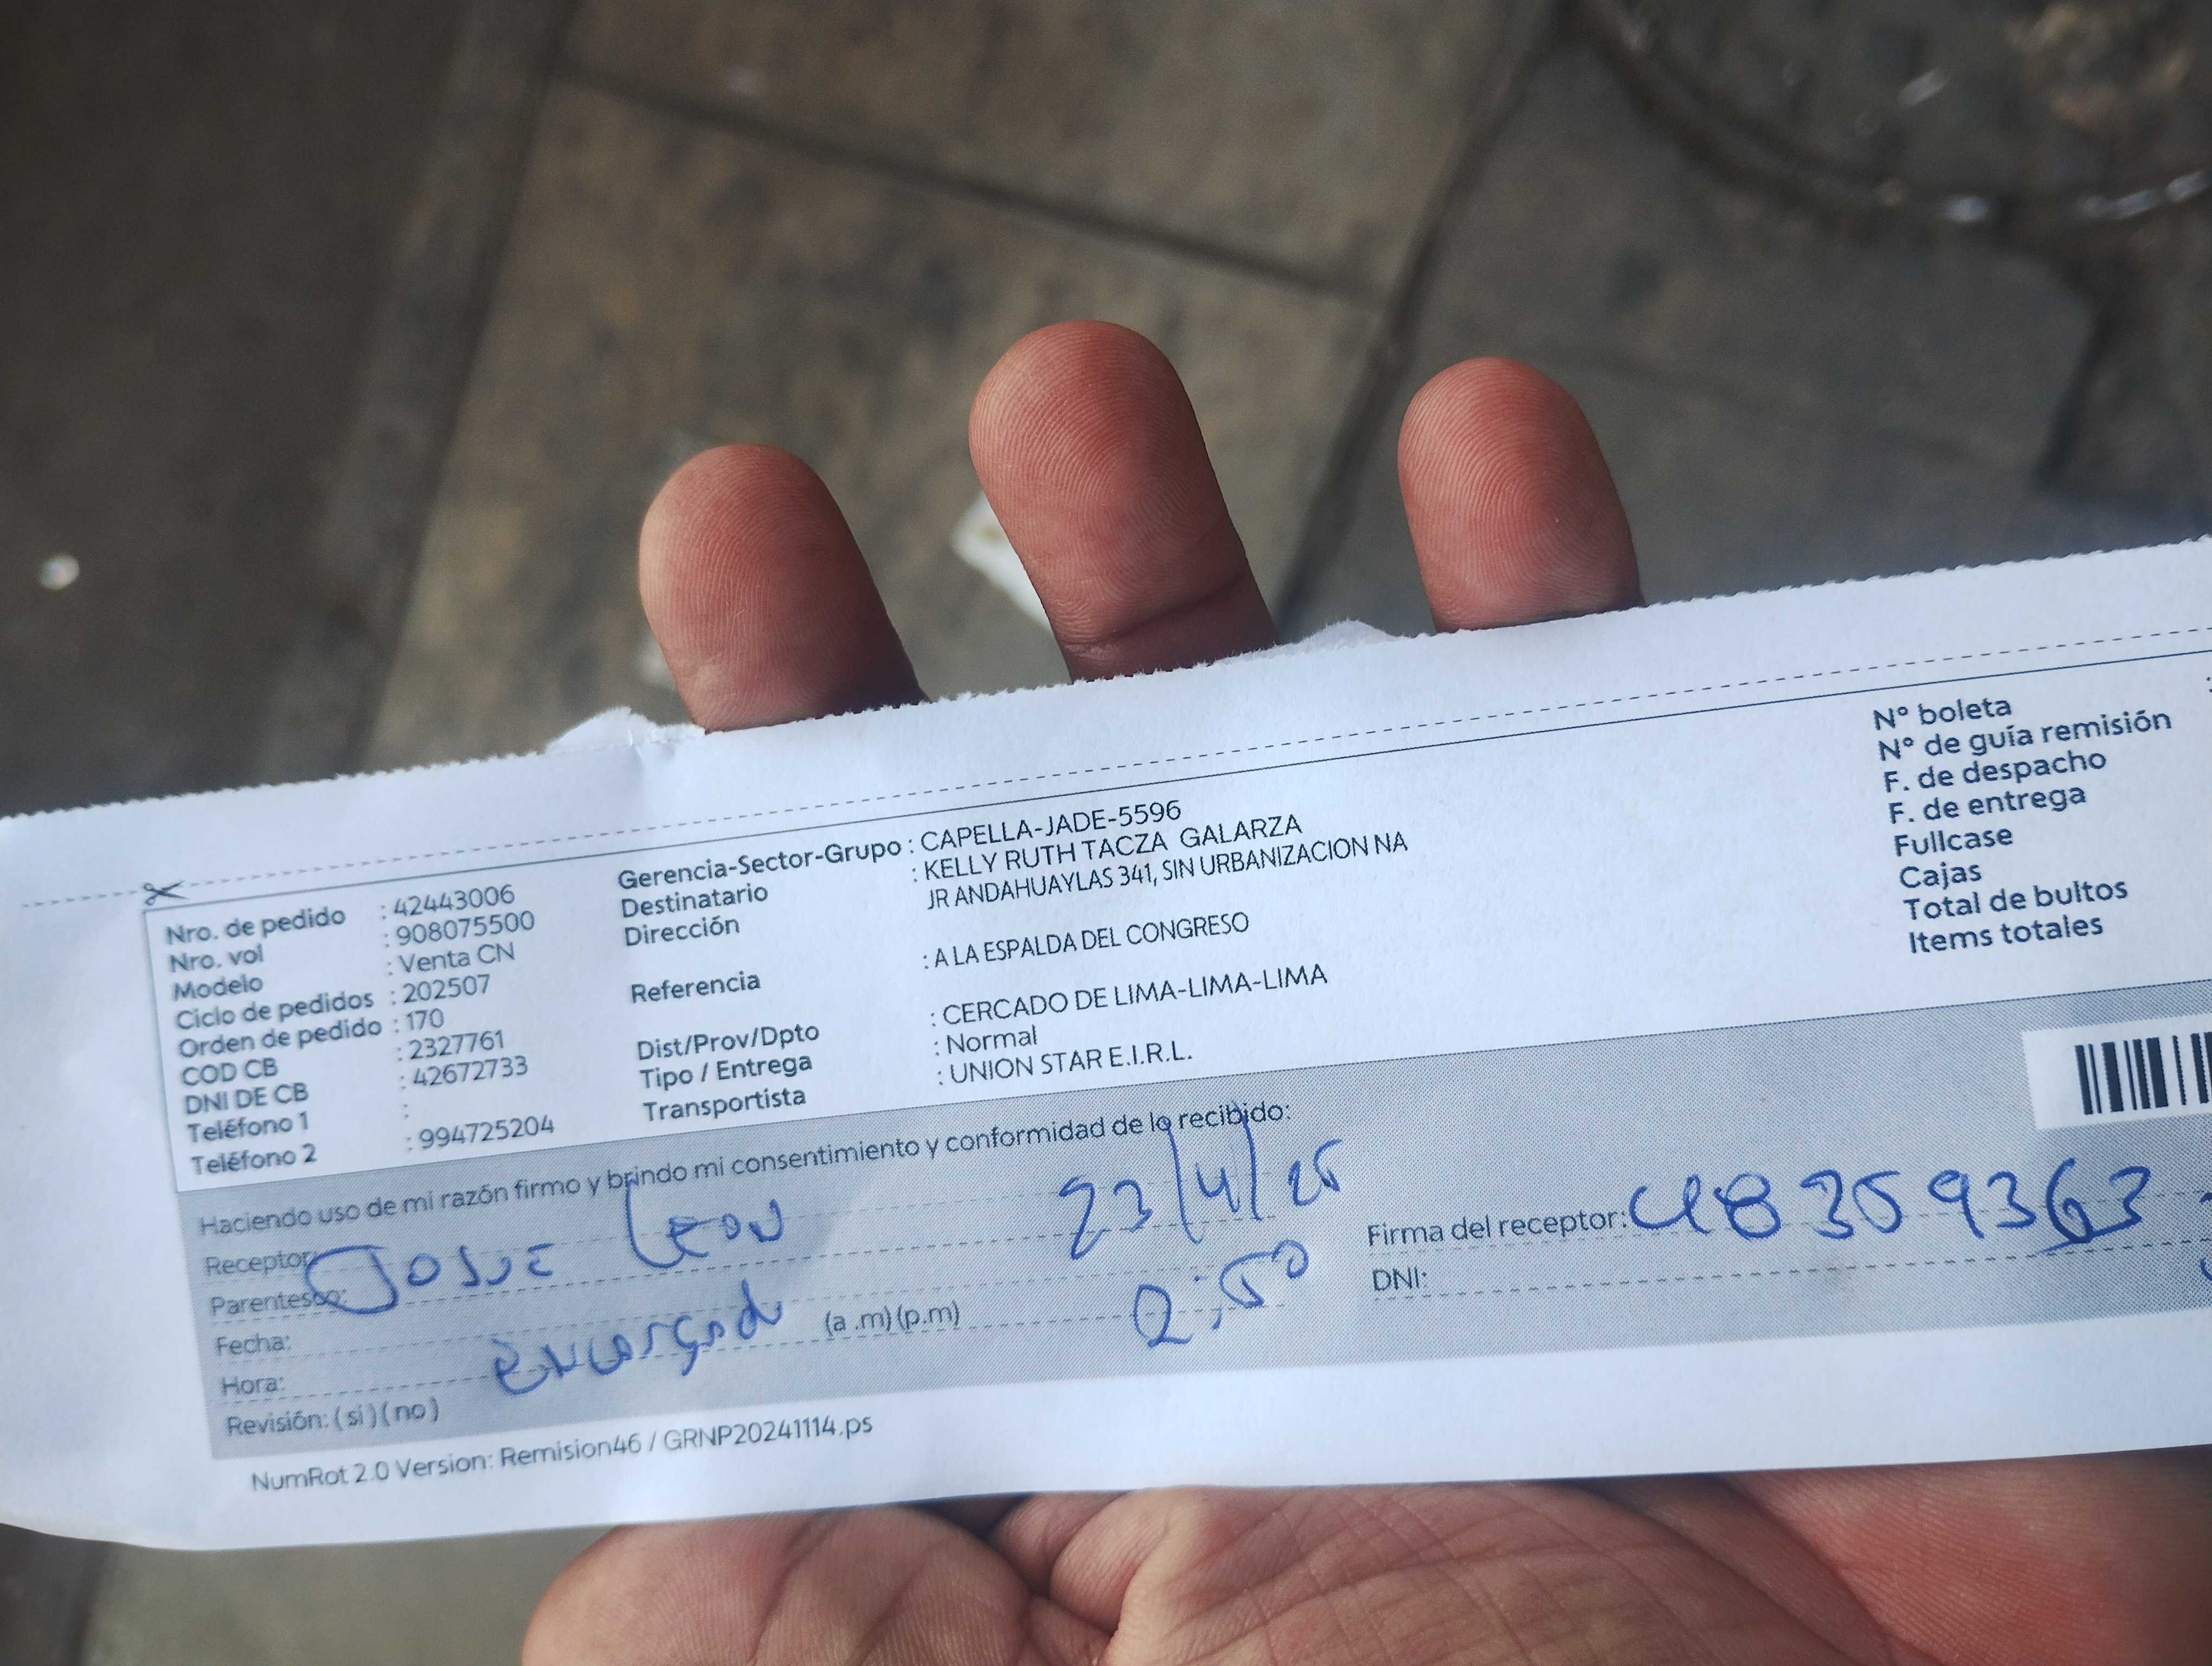 Nro. de pedido : 42443006
Nro. vol : 908075500
Modelo : Venta CN
Ciclo de pedidos : 202507
Orden de pedido : 170
COD CB : 2327761
DNI DE CB : 42672733
Teléfono 1 :
Teléfono 2 : 994725204
Gerencia-Sector-Grupo : CAPELLA-JADE-5596
Destinatario : KELLY RUTH TACZA GALARZA
Dirección JR ANDAHUAYLAS 341, SIN URBANIZACION NA
Referencia : A LA ESPALDA DEL CONGRESO
Dist/Prov/Dpto : CERCADO DE LIMA-LIMA-LIMA
Tipo / Entrega : Normal
Transportista : UNION STAR E.I.R.L.
N° boleta :
N° de guía remisión
F. de despacho
F. de entrega
Fullcase
Cajas
Total de bultos
Items totales
Haciendo uso de mi razón firmo y brindo mi consentimiento y conformidad de lo recibido:
Receptor: Josue Leon
Parentesco:
Fecha: 23/4/25
Hora: encargado (a .m) (p.m) 2:50
Revisión: ( si ) ( no )
Firma del receptor: 48359363
DNI:
NumRot 2.0 Version: Remision46 / GRNP20241114.ps